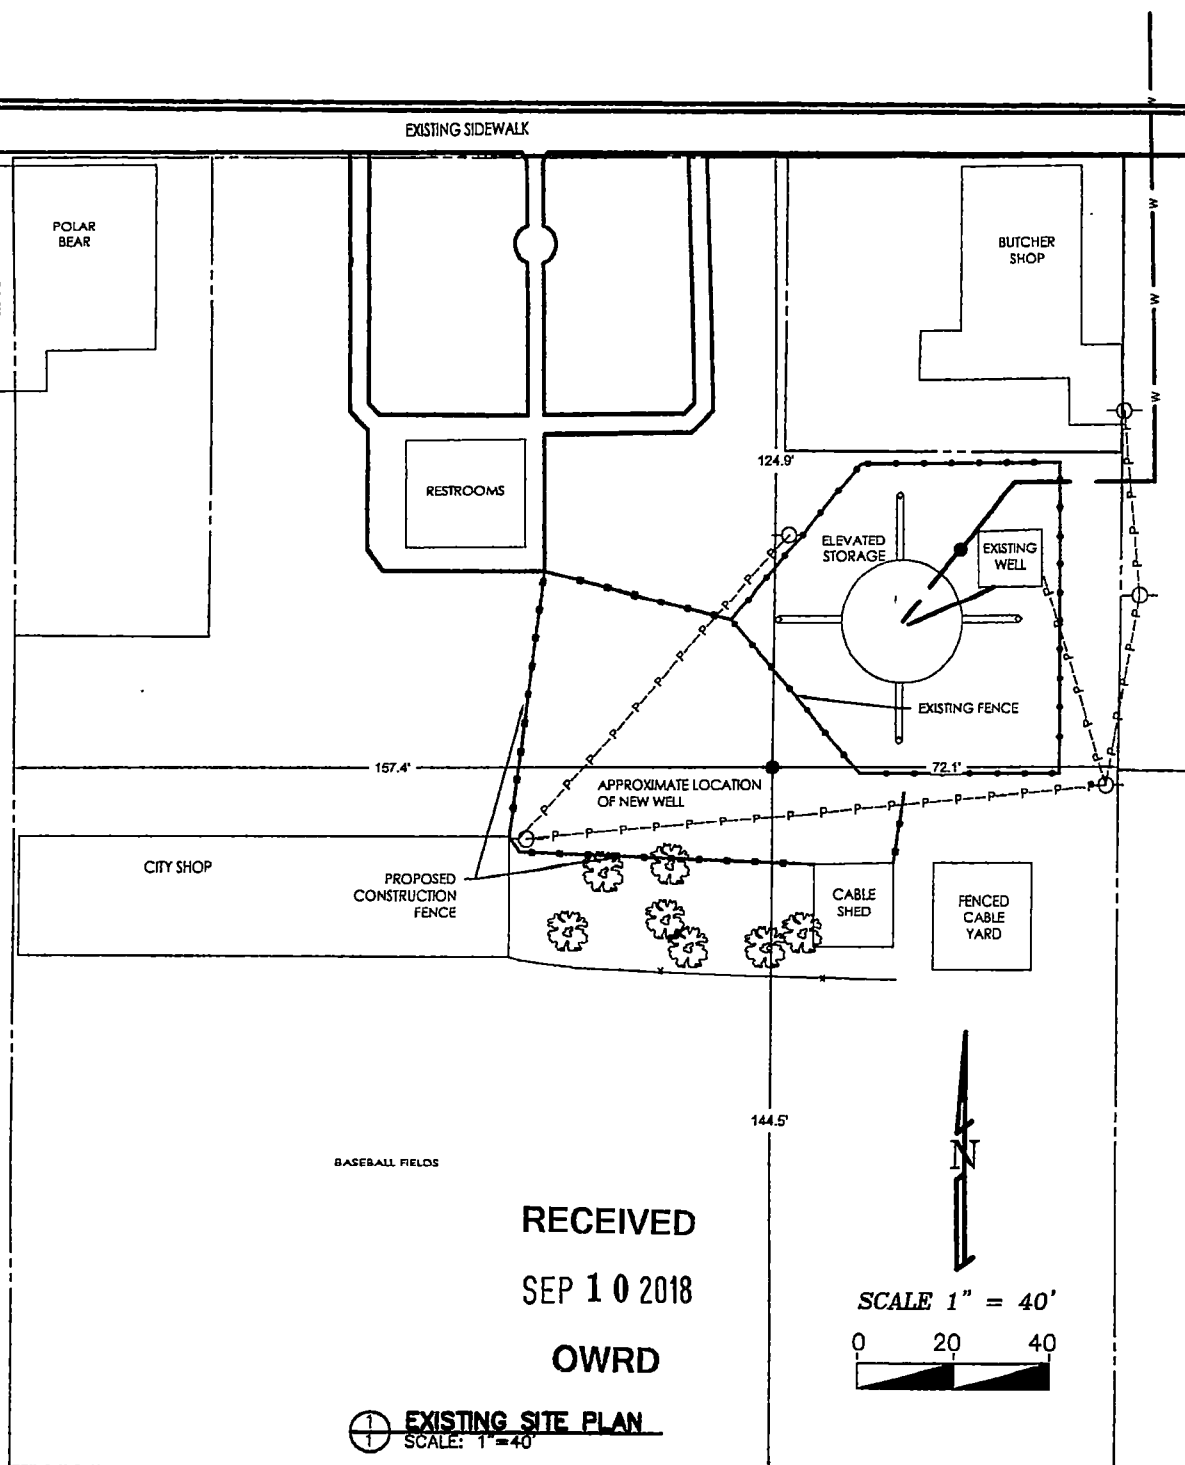 EXISTING SIDEWALK
POLAR
BEAR
BUTCHER
SHOP
W
W
W
W
W
124.9'
RESTROOMS
ELEVATED
STORAGE
EXISTING
WELL
EXISTING FENCE
157.4'
72.1'
APPROXIMATE LOCATION
OF NEW WELL
CITY SHOP
PROPOSED
CONSTRUCTION
FENCE
CABLE
SHED
FENCED
CABLE
YARD
144.5'
BASEBALL FIELDS
N
RECEIVED
SEP 10 2018
OWRD
SCALE 1" = 40'
0 20 40
1
1
EXISTING SITE PLAN
SCALE: 1"=40'